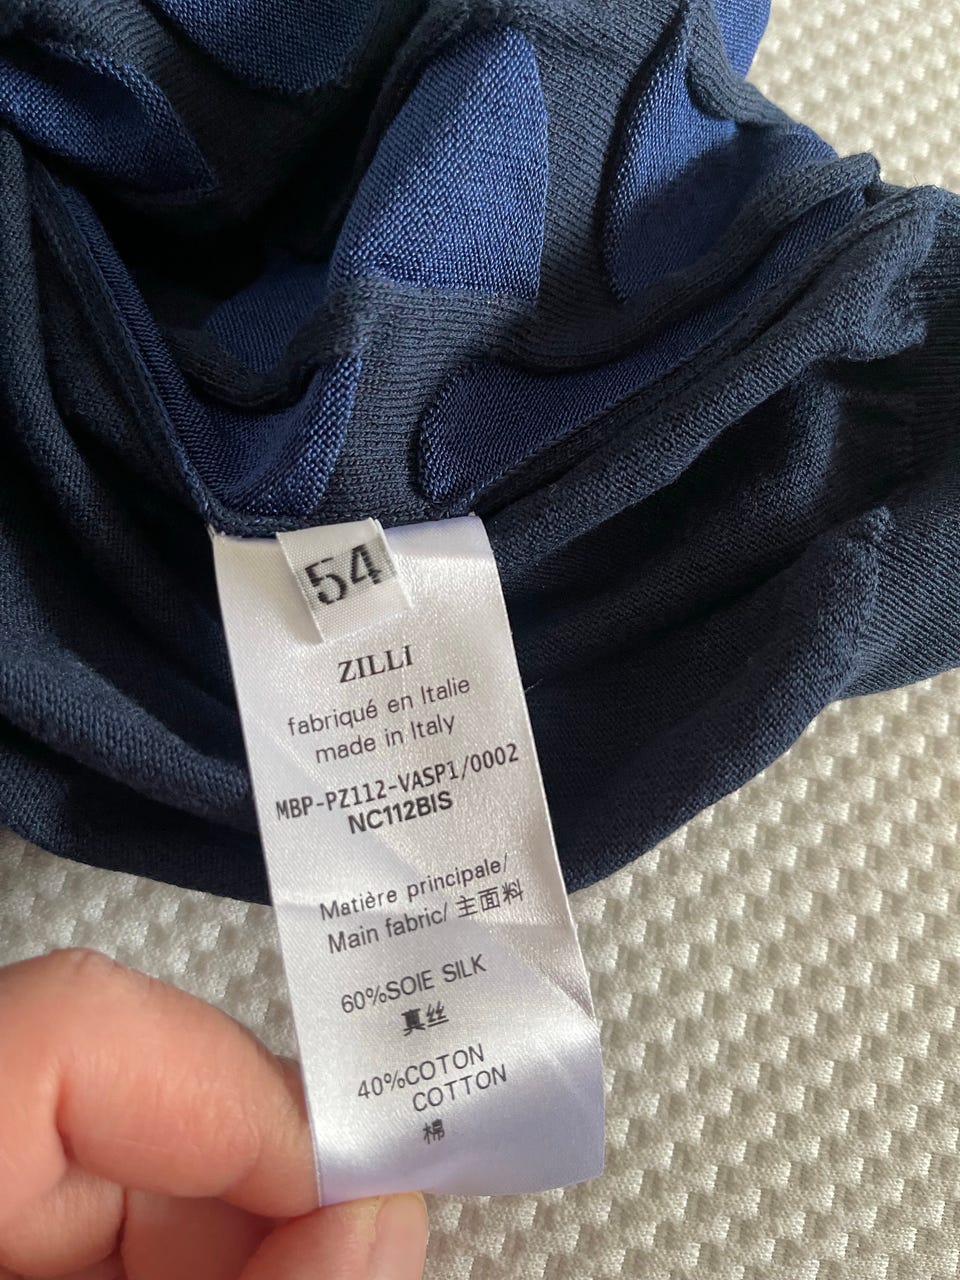 54
ZILLi
fabriqué en Italie
made in Italy
MBP-PZ112-VASP1/0002
NC112BIS
Matière principale/
Main fabric/ 主面料
60%SOIE SILK
真丝
40%COTON
COTTON
棉